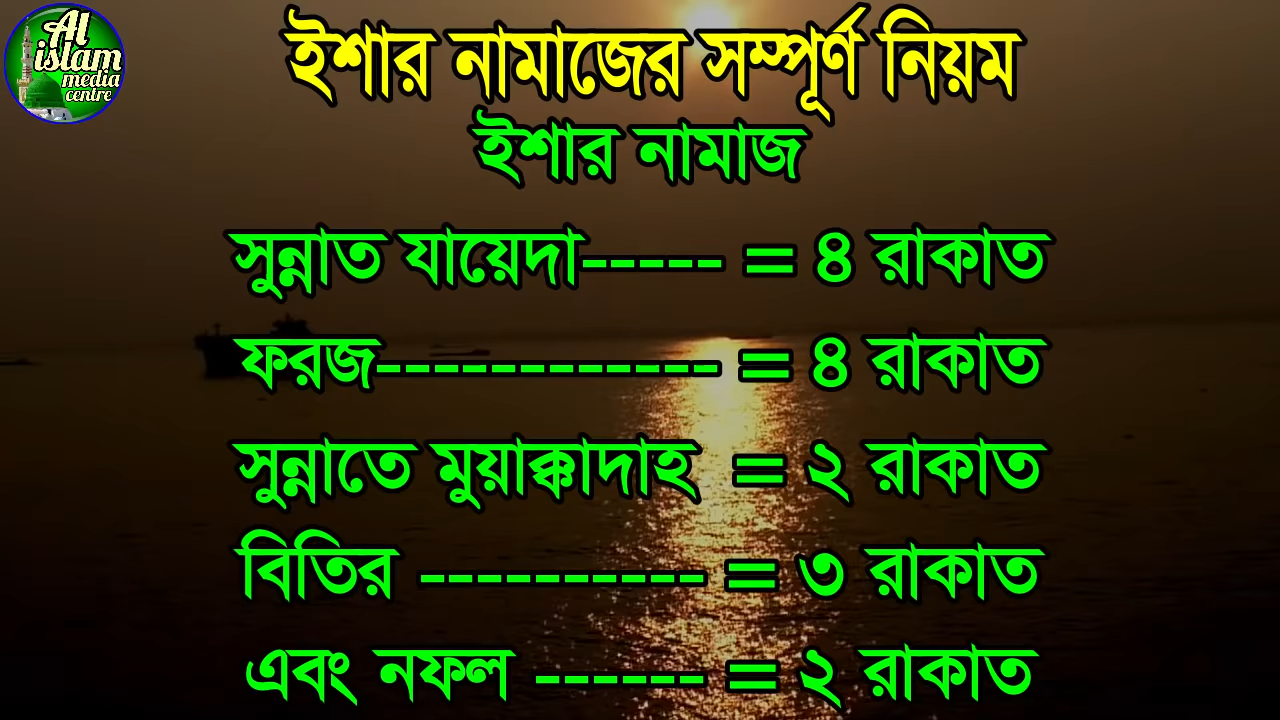 Al
islam
media
centre
ইশার নামাজের সম্পূর্ণ নিয়ম
ইশার নামাজ
সুন্নাত যায়েদা----- = ৪ রাকাত
ফরজ------------ = ৪ রাকাত
সুন্নাতে মুয়াক্কাদাহ = ২ রাকাত
বিতির ---------- = ৩ রাকাত
এবং নফল ------ = ২ রাকাত